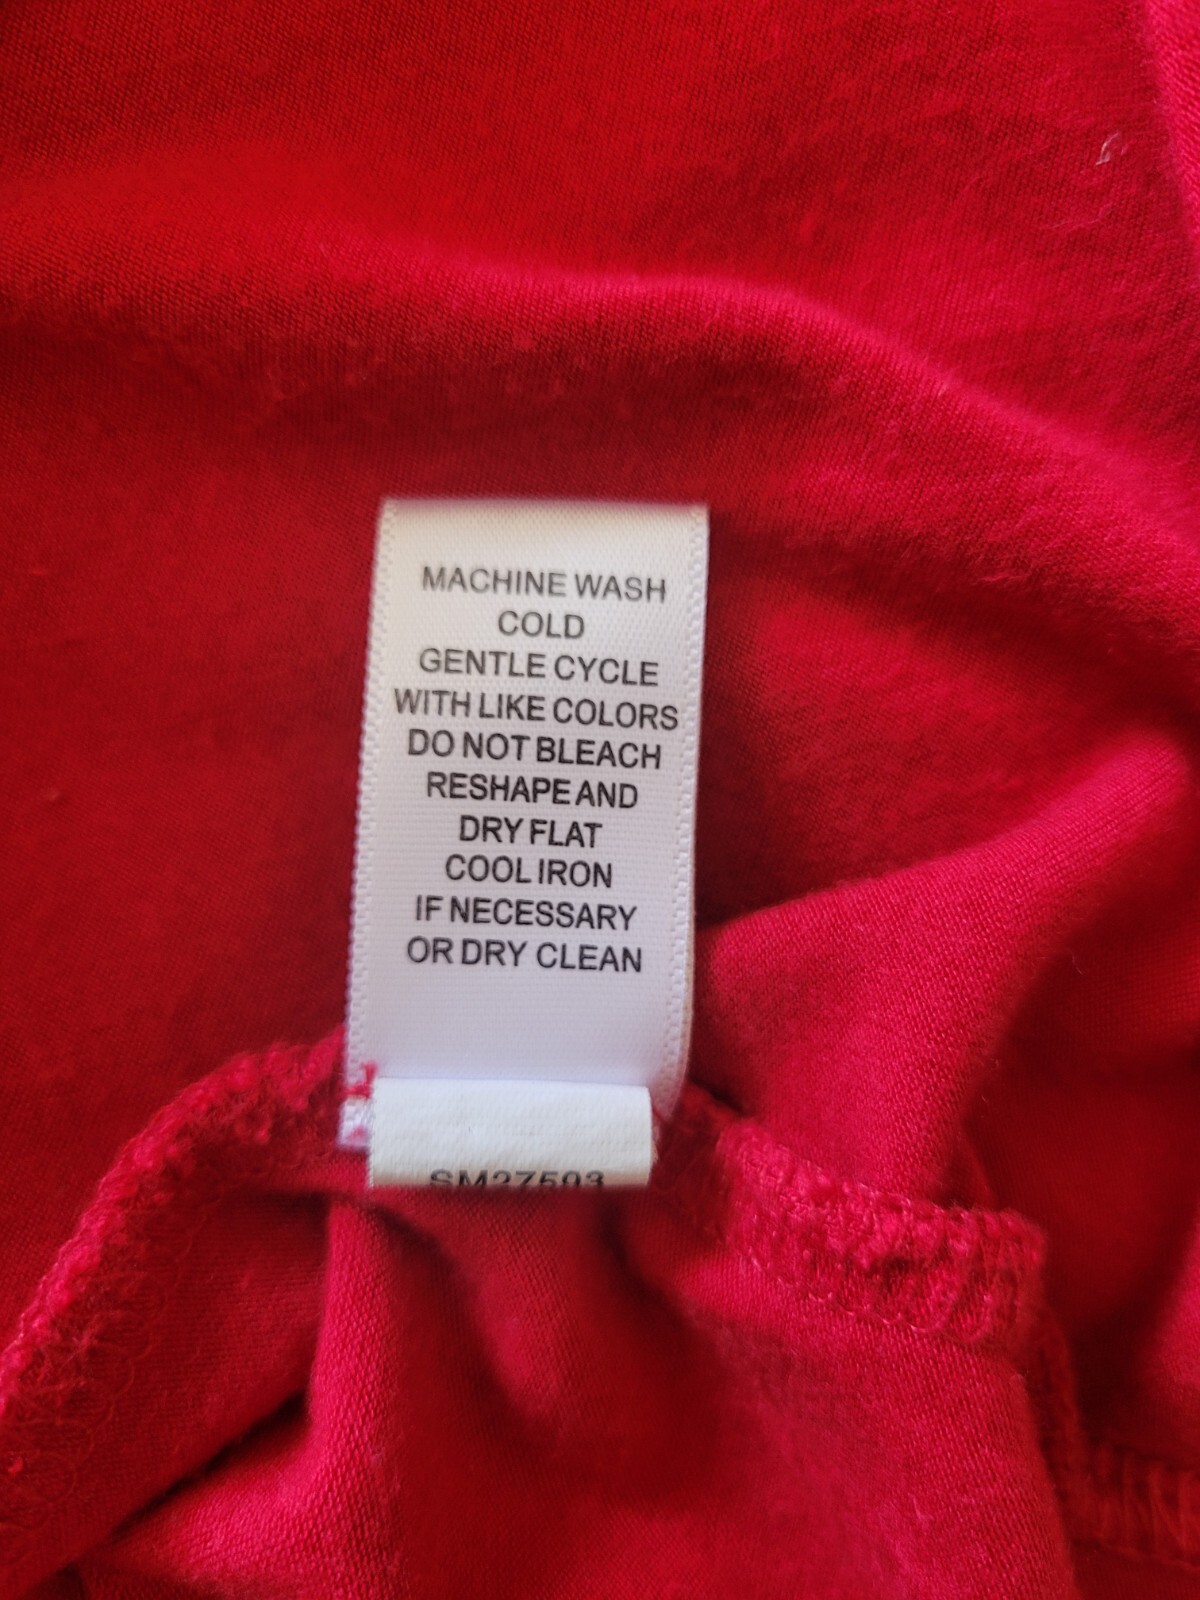 MACHINE WASH
COLD
GENTLE CYCLE
WITH LIKE COLORS
DO NOT BLEACH
RESHAPE AND
DRY FLAT
COOL IRON
IF NECESSARY
OR DRY CLEAN
SM27593